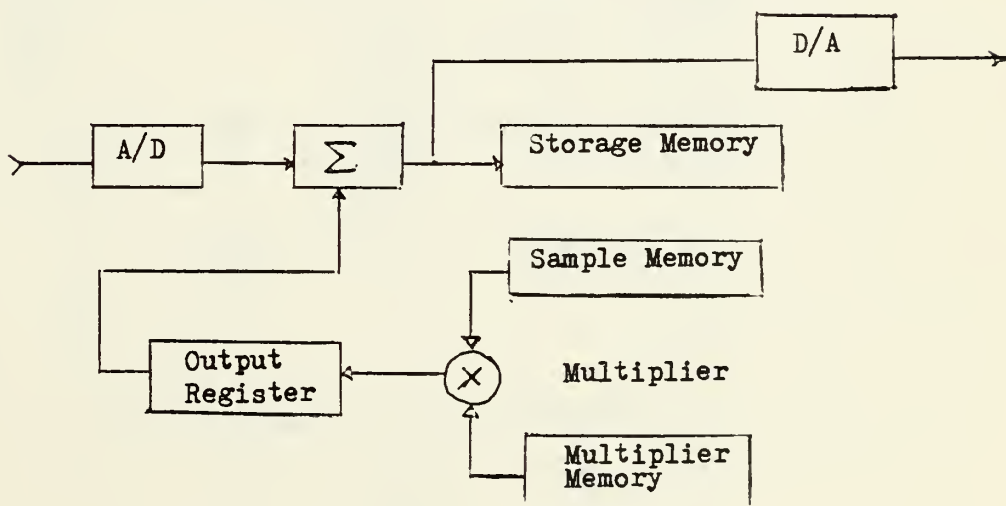 D/A
A/D
Σ
Storage Memory
Sample Memory
Output
Register
X
Multiplier
Multiplier
Memory